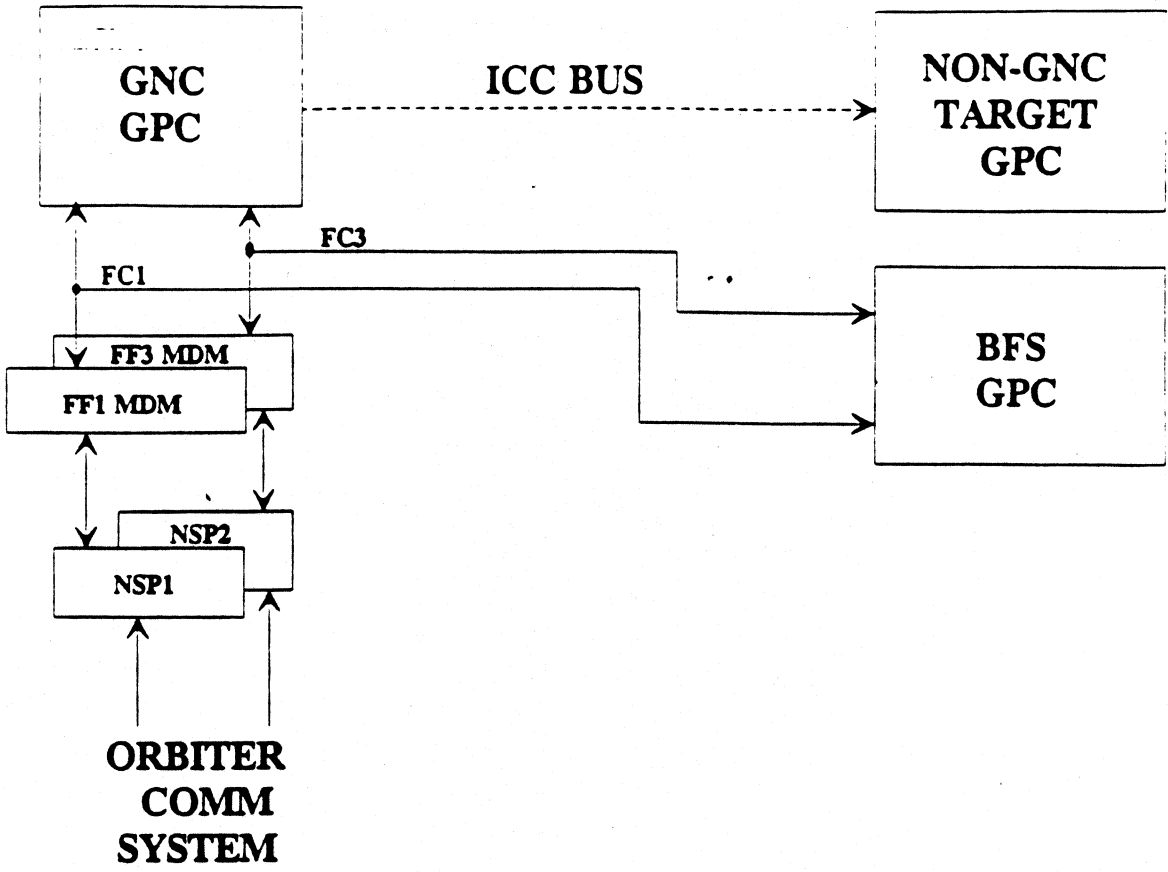 GNC
GPC
ICC BUS
NON-GNC
TARGET
GPC
FC3
FC1
FF3 MDM
FF1 MDM
BFS
GPC
NSP2
NSP1
ORBITER
COMM
SYSTEM